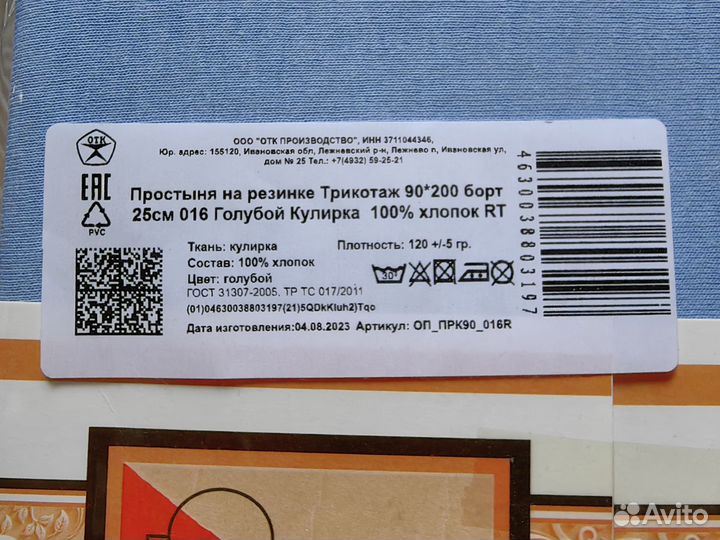 ОТК
ООО "ОТК ПРОИЗВОДСТВО", ИНН 3711044346,
Юр. адрес: 155120, Ивановская обл, Лежневский р-н, Лежнево п, Ивановская ул,
дом № 25 Тел.: +7(4932) 59-25-21
EAC
PVC
Простыня на резинке Трикотаж 90*200 борт
25см 016 Голубой Кулирка 100% хлопок RT
Ткань: кулирка Плотность: 120 +/-5 гр.
Состав: 100% хлопок
Цвет: голубой
30°
ГОСТ 31307-2005. ТР ТС 017/2011
(01)04630038803197(21)5QDkKluh2)Tqo
Дата изготовления:04.08.2023 Артикул: ОП_ПРК90_016R
4630038803197
Avito